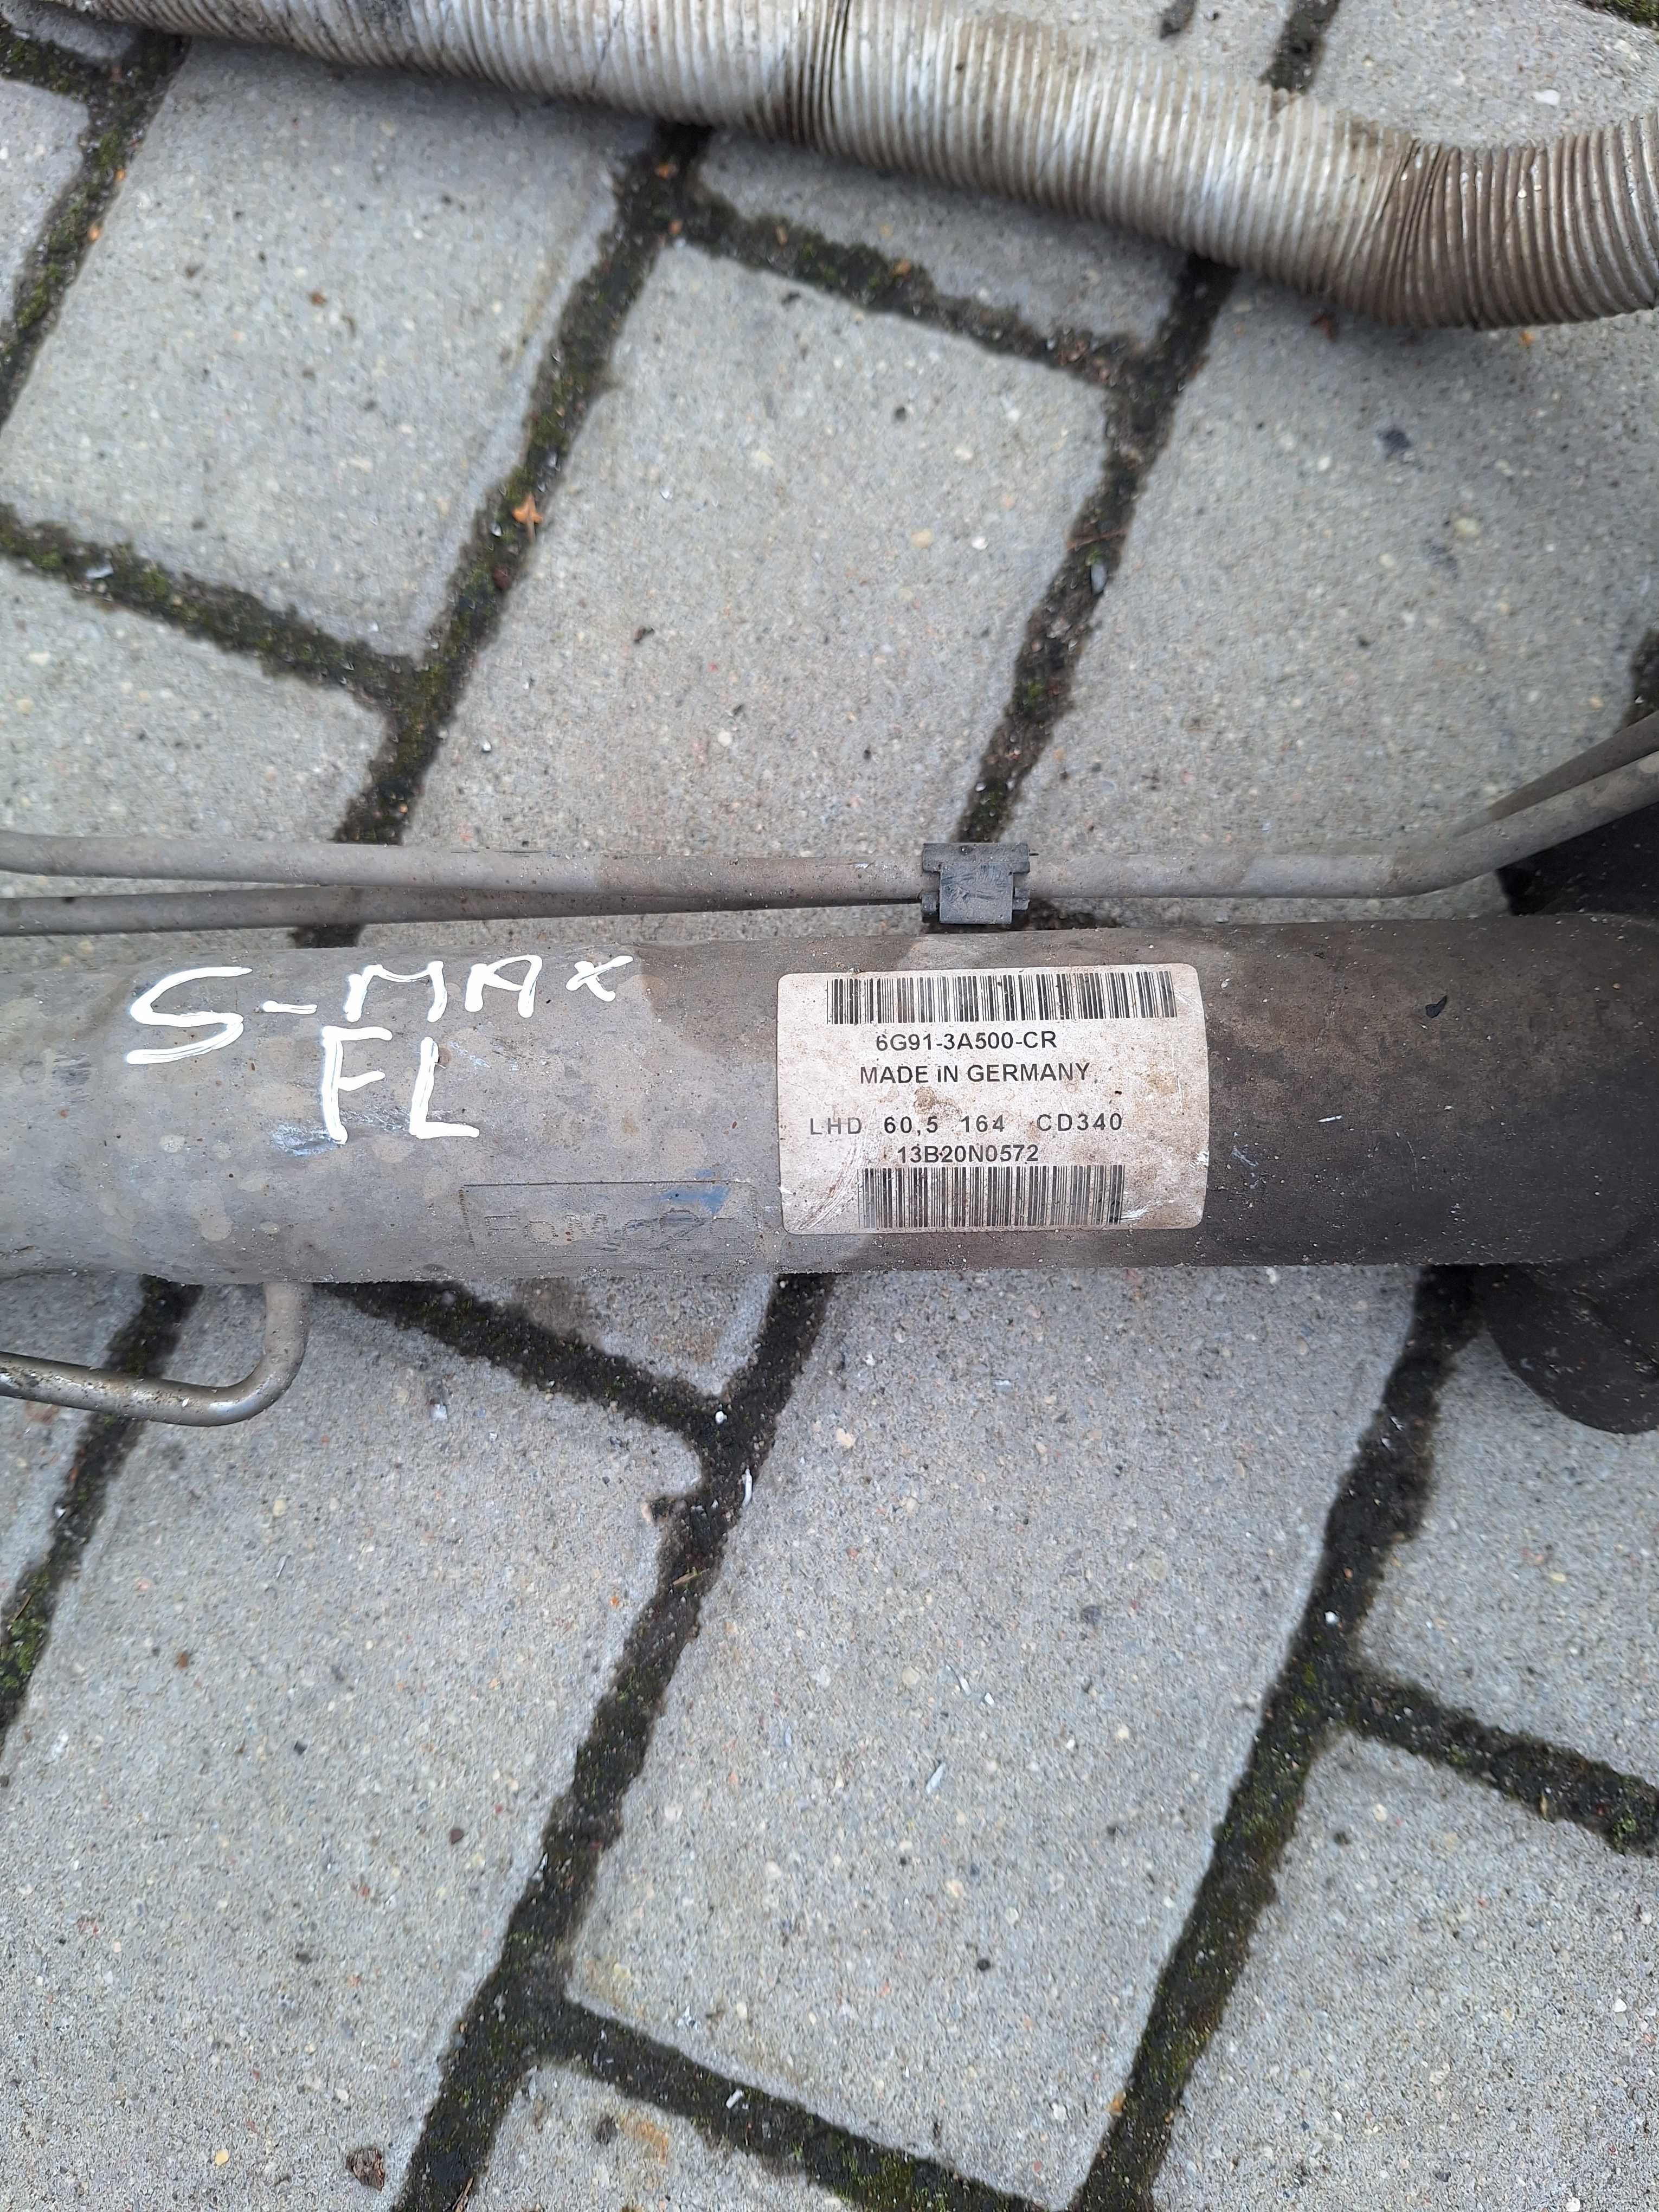 S-MAX
FL
6G91-3A500-CR
MADE iN GERMANY
LHD 60,5 164 CD340
13B20N0572